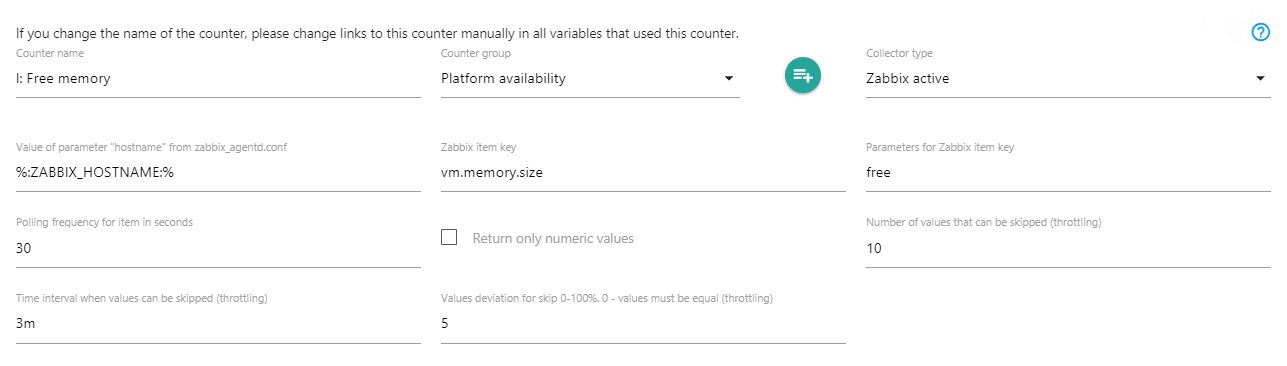 If you change the name of the counter, please change links to this counter manually in all variables that used this counter.
Counter name
Counter group
Collector type
I: Free memory
Platform availability
Zabbix active
Value of parameter "hostname" from zabbix_agentd.conf
Zabbix item key
Parameters for Zabbix item key
%:ZABBIX_HOSTNAME:%
vm.memory.size
free
Polling frequency for item in seconds
Number of values that can be skipped (throttling)
30
Return only numeric values
10
Time interval when values can be skipped (throttling)
Values deviation for skip 0-100%. 0 - values must be equal (throttling)
3m
5